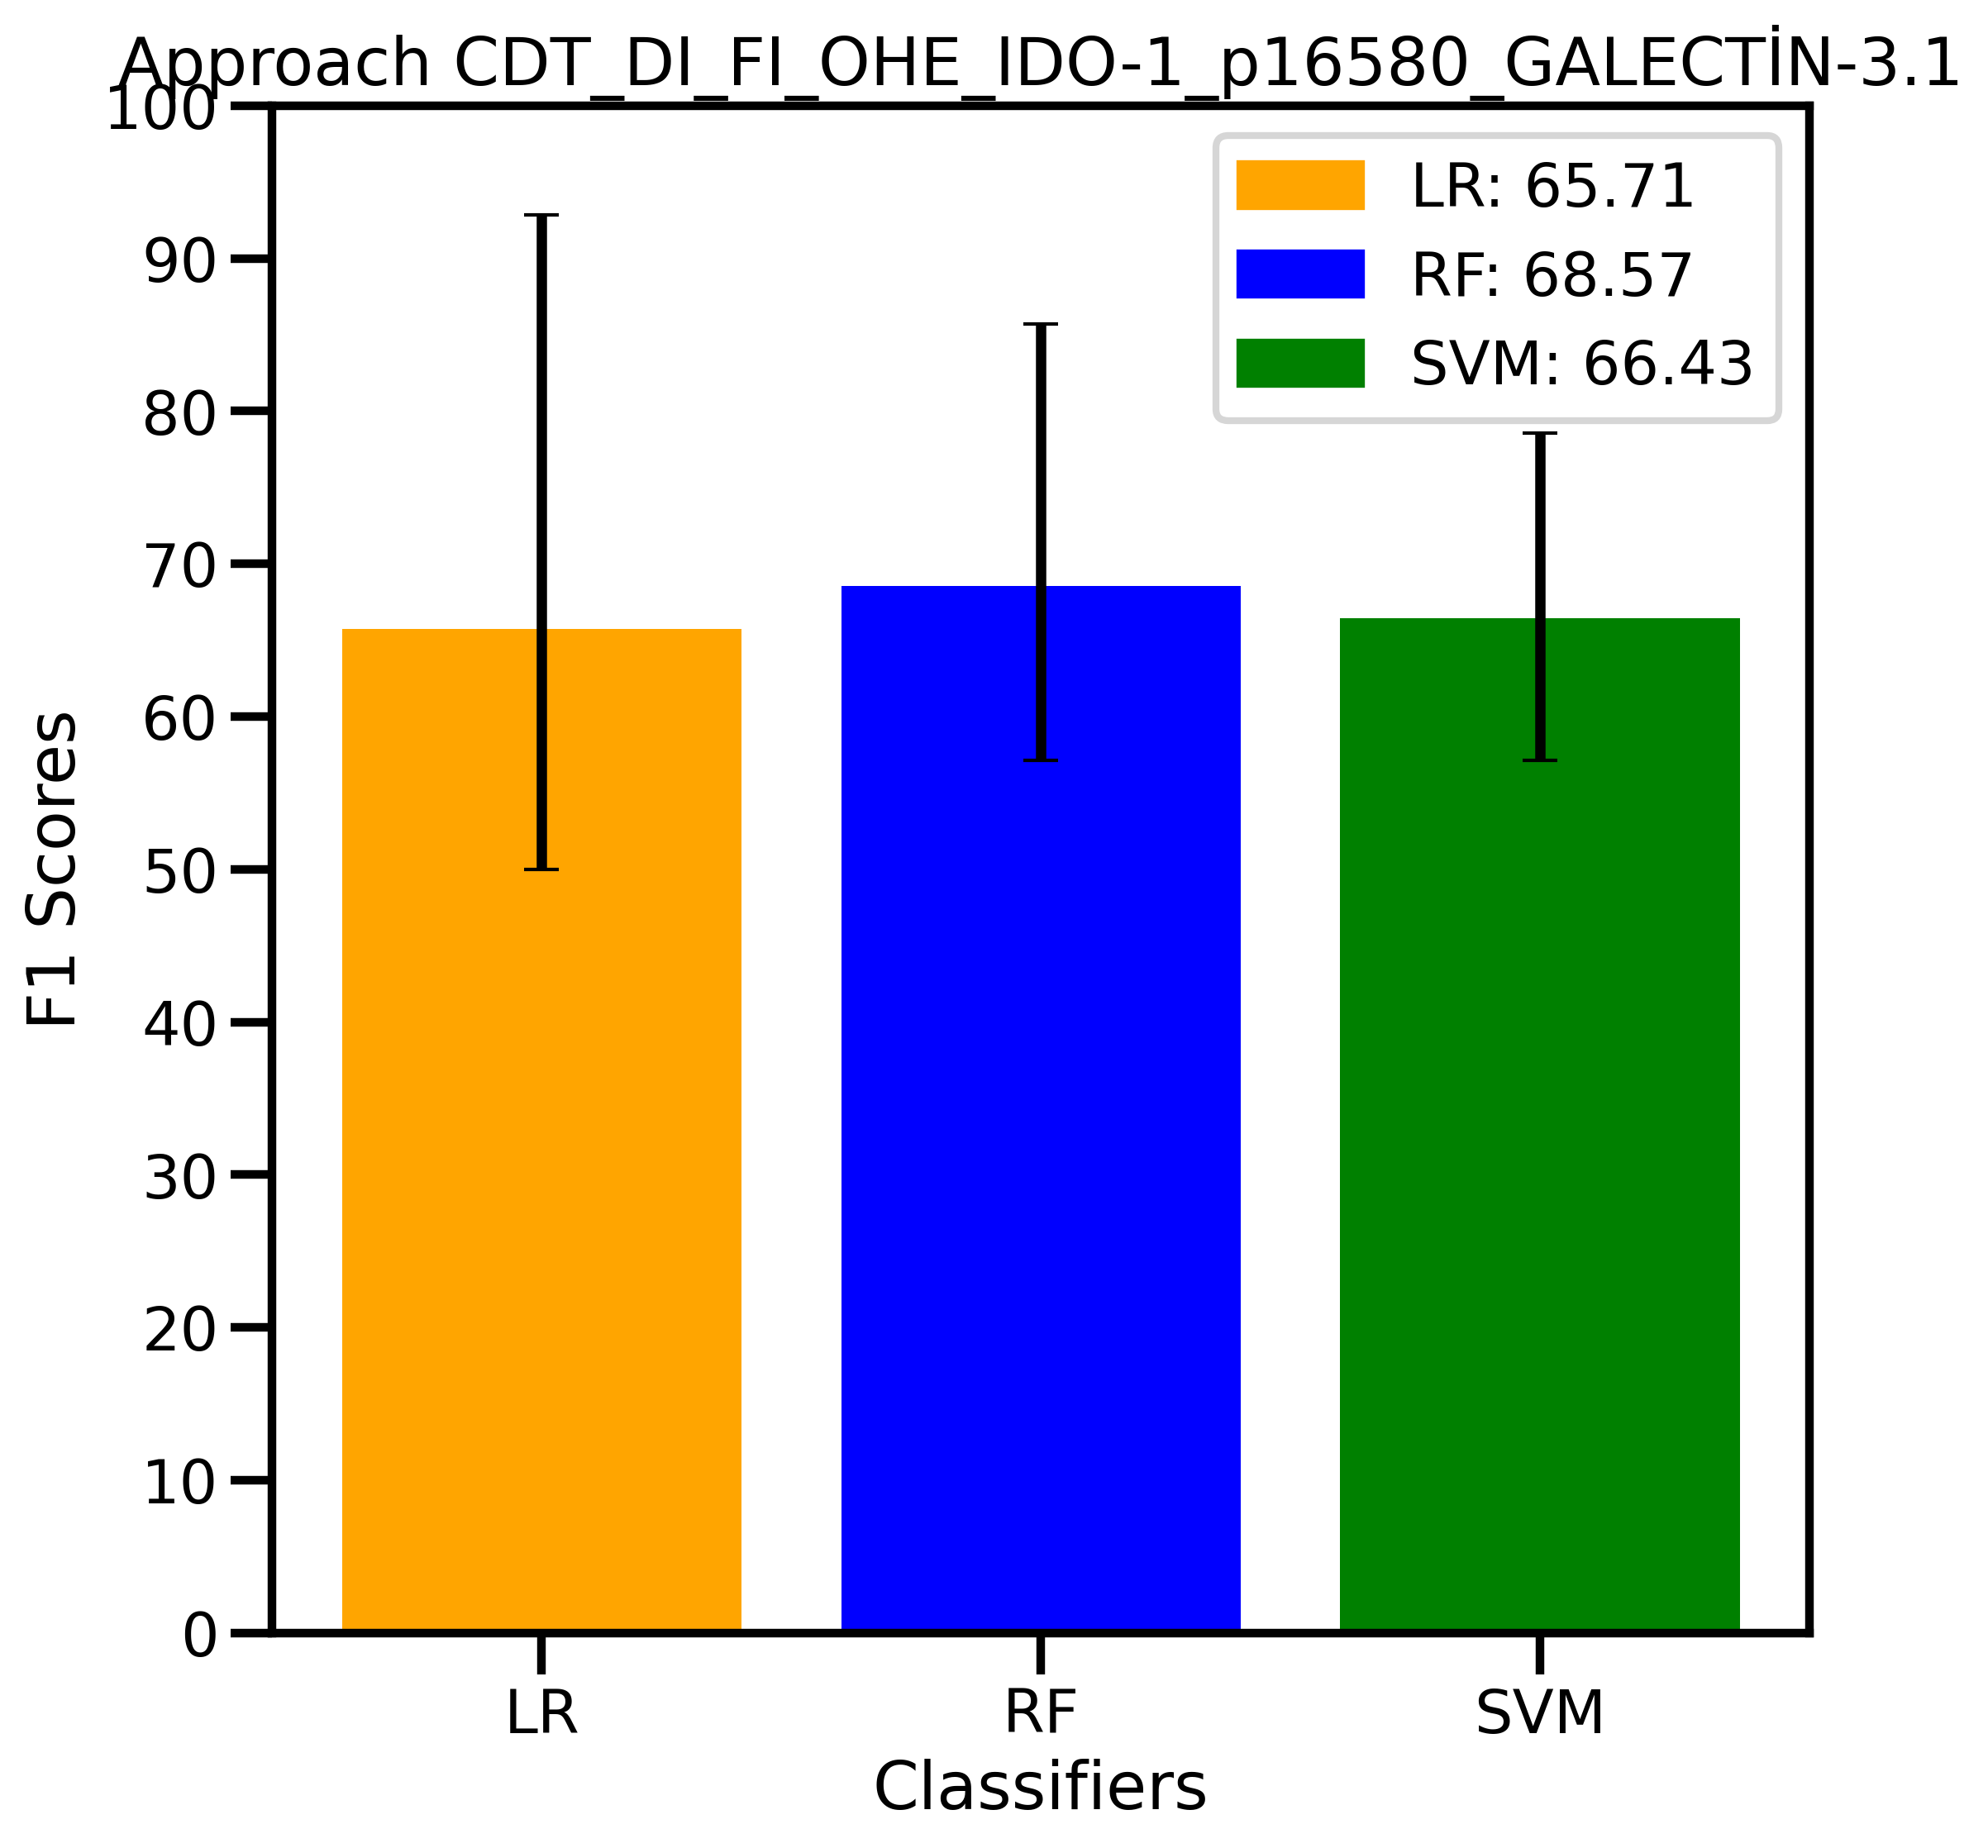 Approach CDT_DI_FI_OHE_IDO-1_p16580_GALECTİN-3.1
LR: 65.71
RF: 68.57
SVM: 66.43
F1 Scores
100
90
80
70
60
50
40
30
20
10
0
LR RF SVM
Classifiers